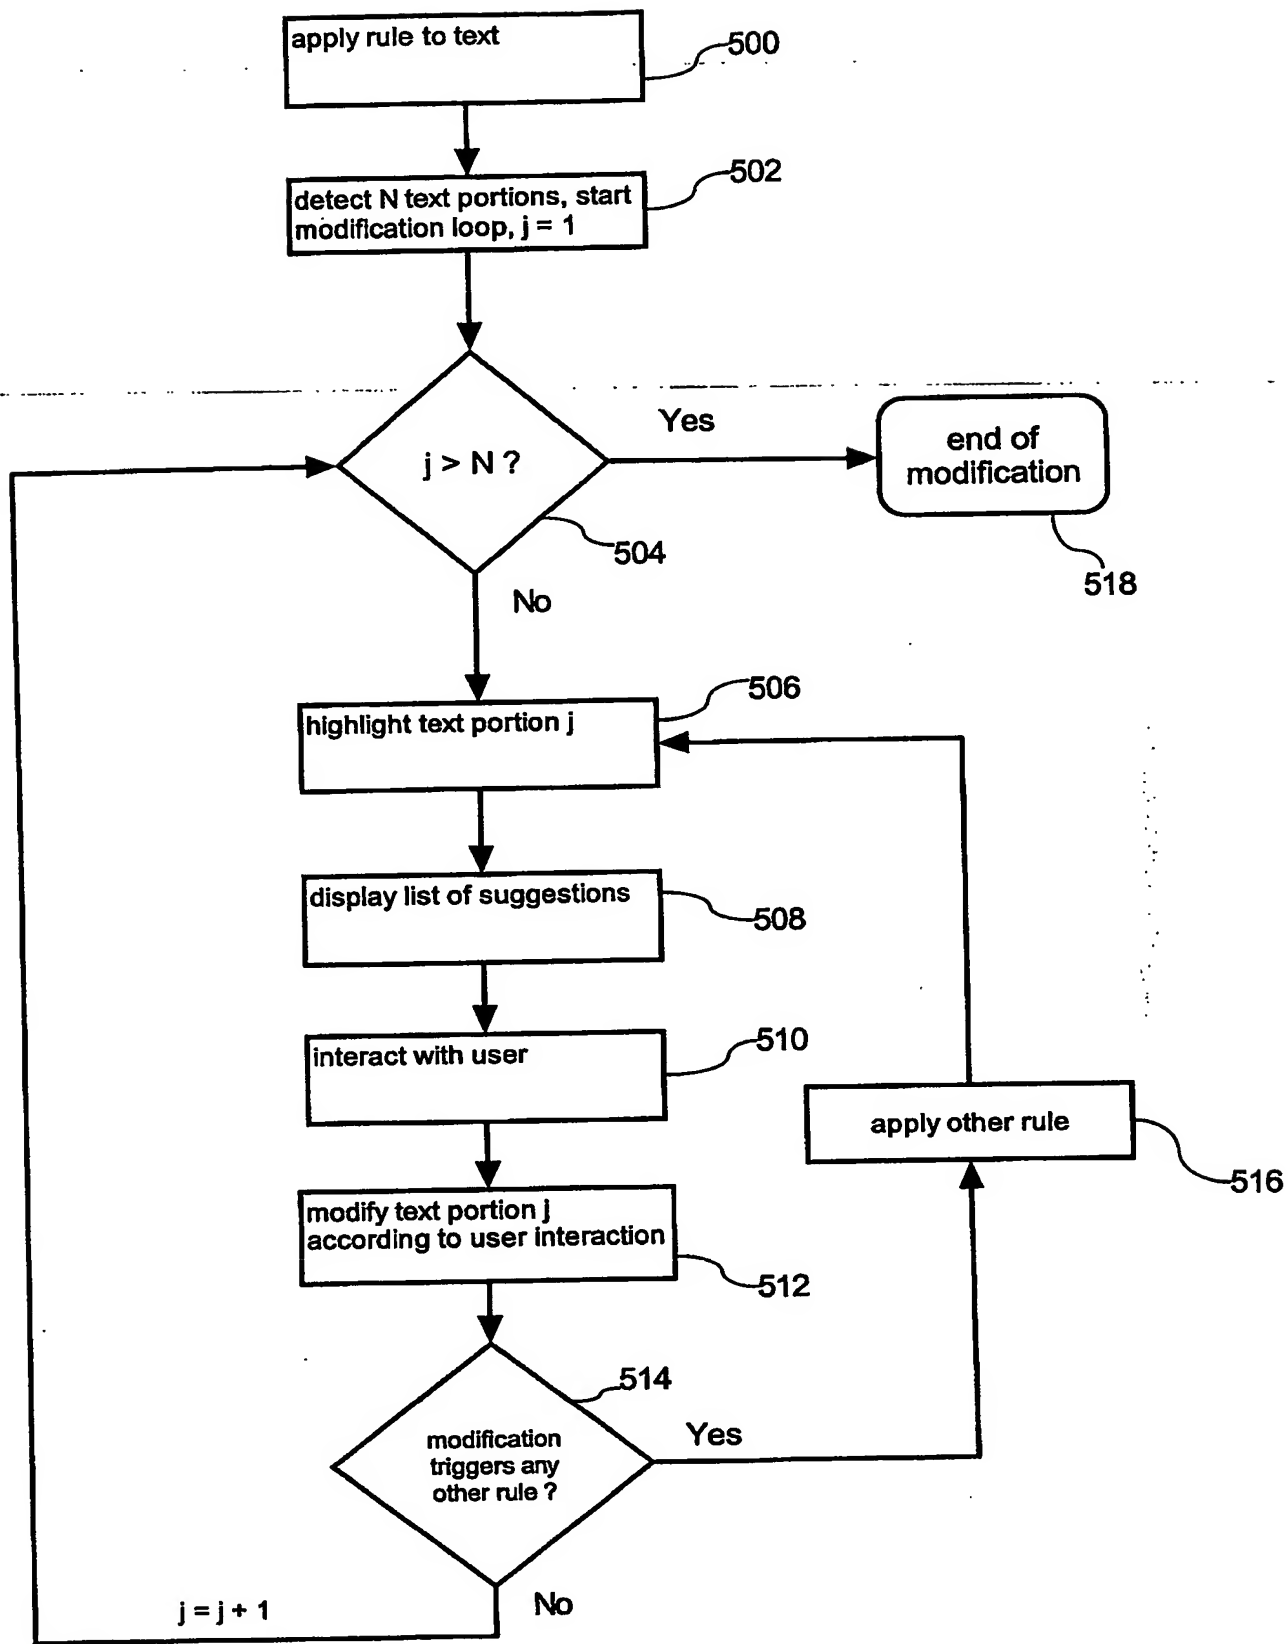 apply rule to text
500
detect N text portions, start
modification loop, j = 1
502
j > N ?
504
Yes
end of
modification
518
No
highlight text portion j
506
display list of suggestions
508
interact with user
510
modify text portion j
according to user interaction
512
apply other rule
516
modification
triggers any
other rule ?
514
Yes
No
j = j + 1